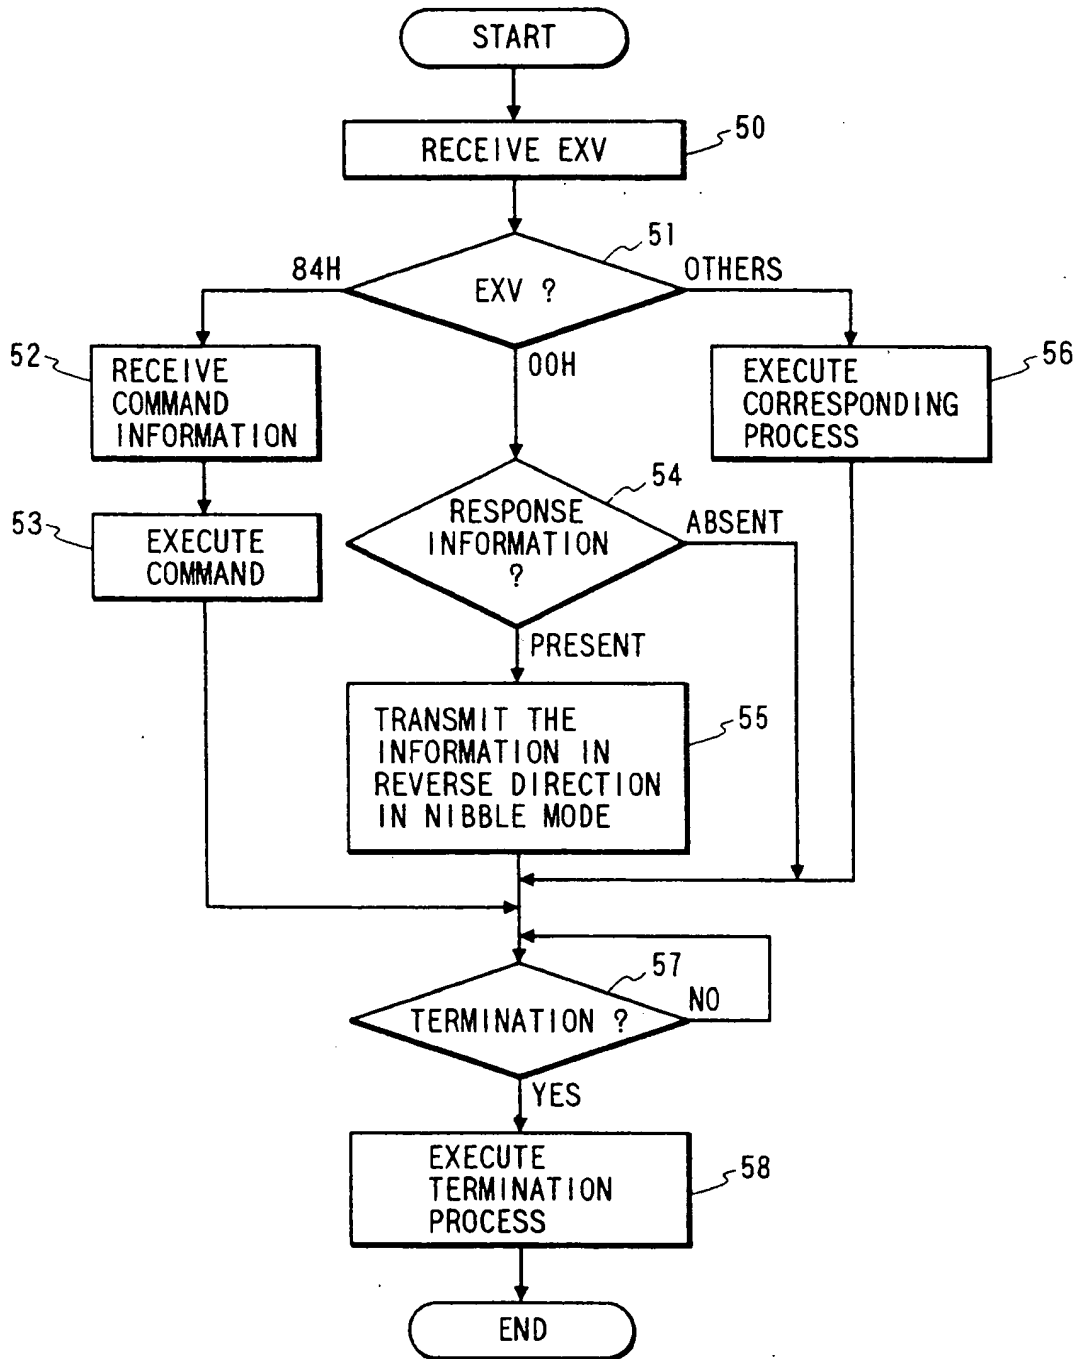 START
RECEIVE EXV
50
EXV ?
51
84H
OTHERS
00H
52
RECEIVE
COMMAND
INFORMATION
EXECUTE
CORRESPONDING
PROCESS
56
53
EXECUTE
COMMAND
RESPONSE
INFORMATION
?
54
ABSENT
PRESENT
TRANSMIT THE
INFORMATION IN
REVERSE DIRECTION
IN NIBBLE MODE
55
TERMINATION ?
57
NO
YES
EXECUTE
TERMINATION
PROCESS
58
END